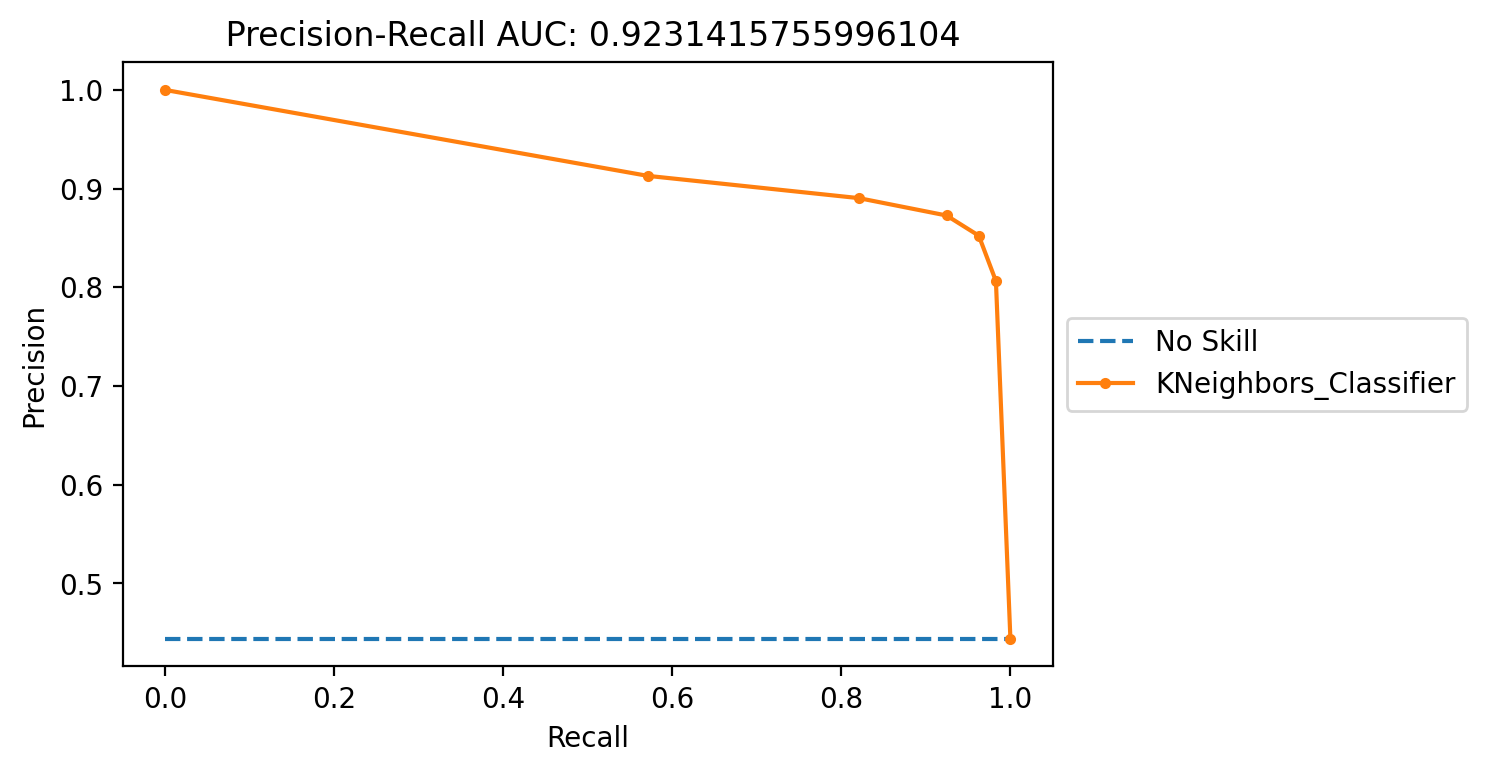 Precision-Recall AUC: 0.9231415755996104
1.0
0.9
0.8
0.7
0.6
0.5
Precision
0.0 0.2 0.4 0.6 0.8 1.0
Recall
No Skill
KNeighbors_Classifier